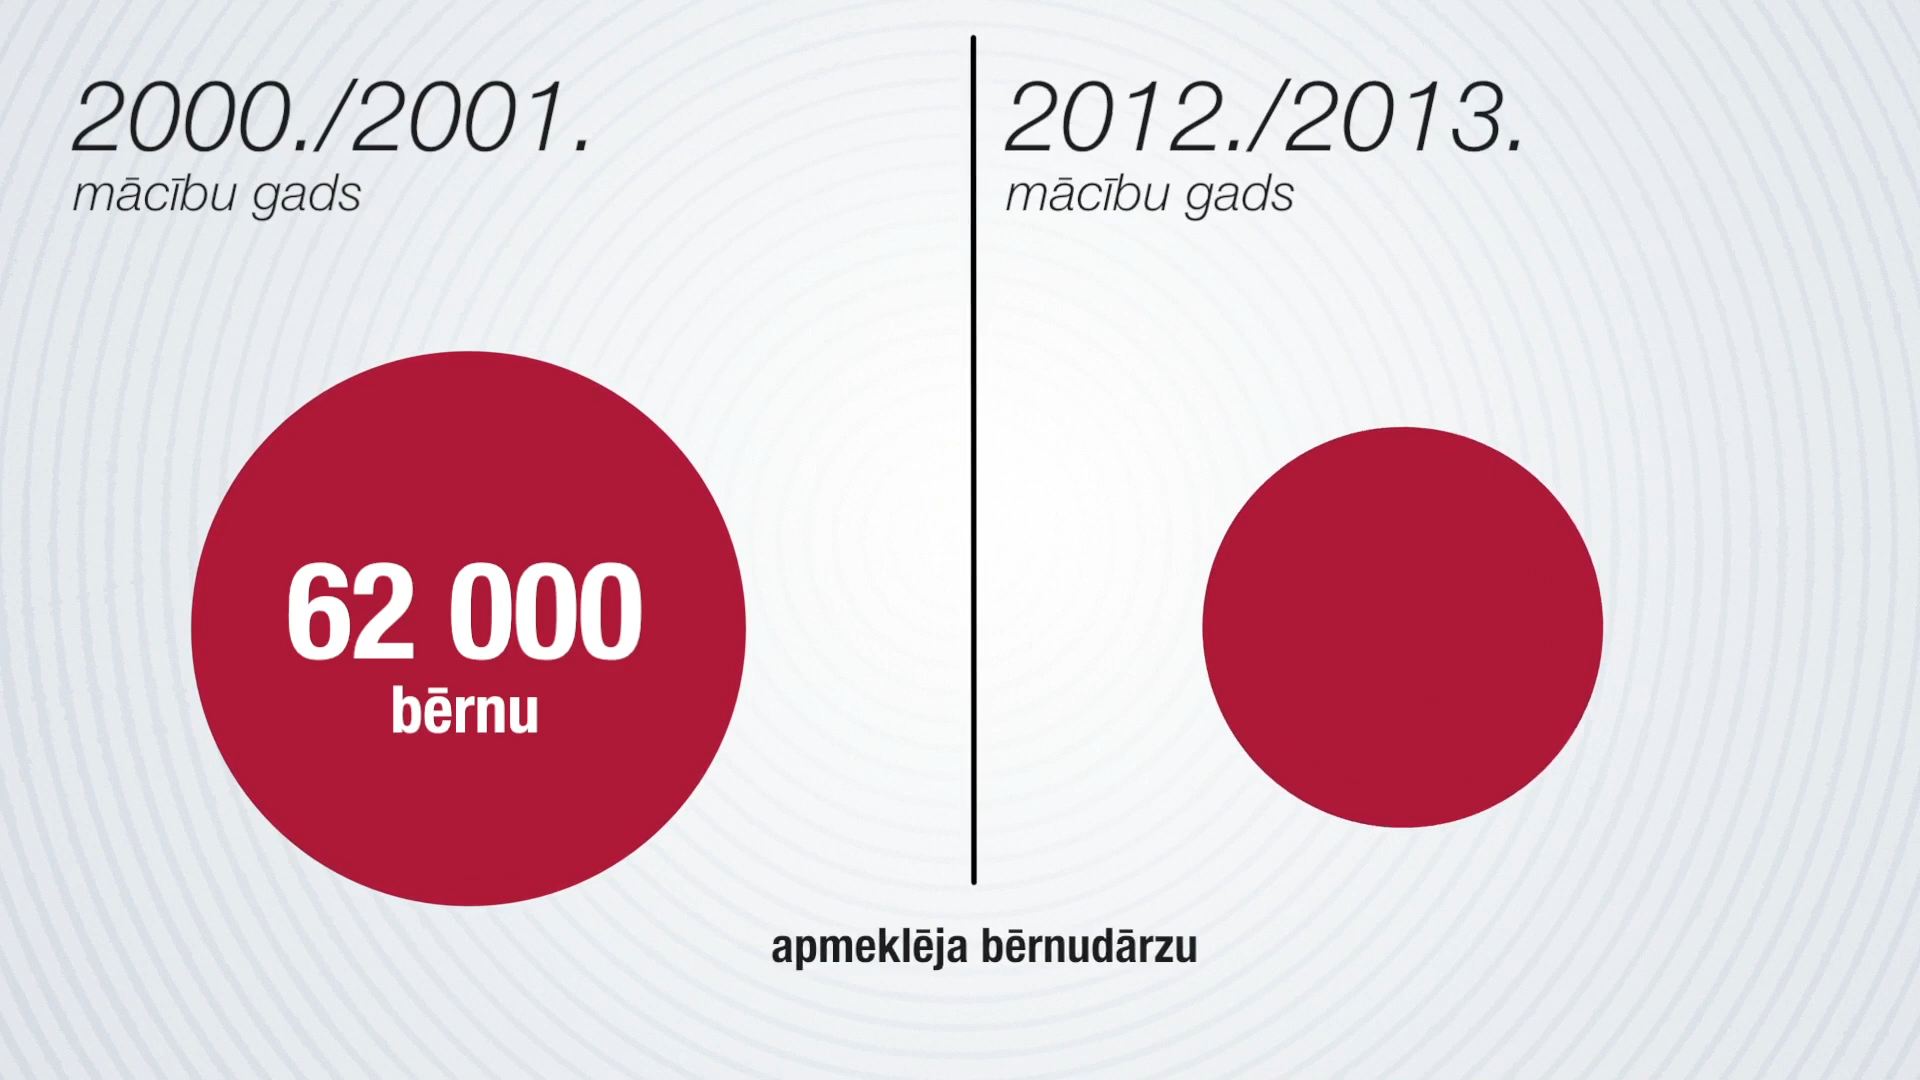 2000./2001.
mācību gads
2012./2013.
mācību gads
62 000
bērnu
apmeklēja bērnudārzu